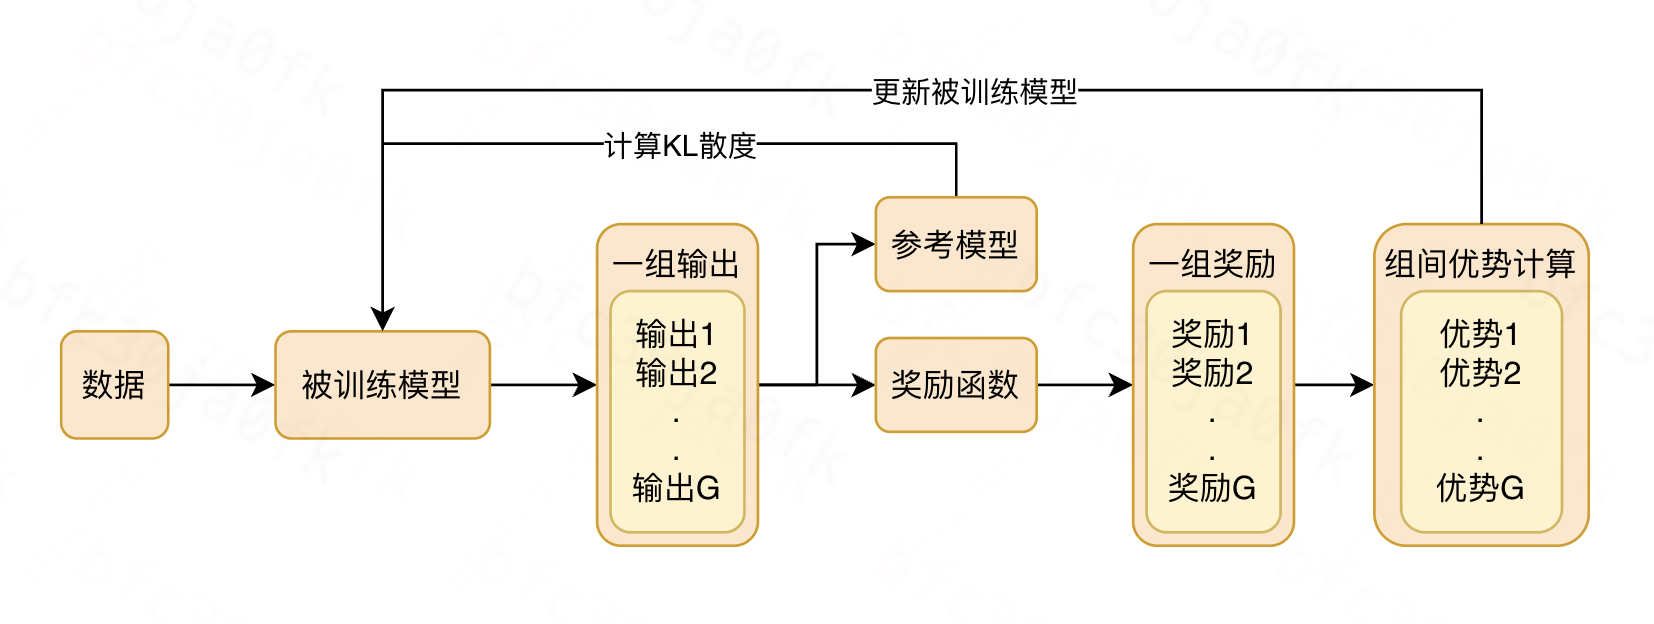 更新被训练模型
计算KL散度
数据
被训练模型
一组输出
输出1
输出2
.
.
输出G
参考模型
奖励函数
一组奖励
奖励1
奖励2
.
.
奖励G
组间优势计算
优势1
优势2
.
.
优势G